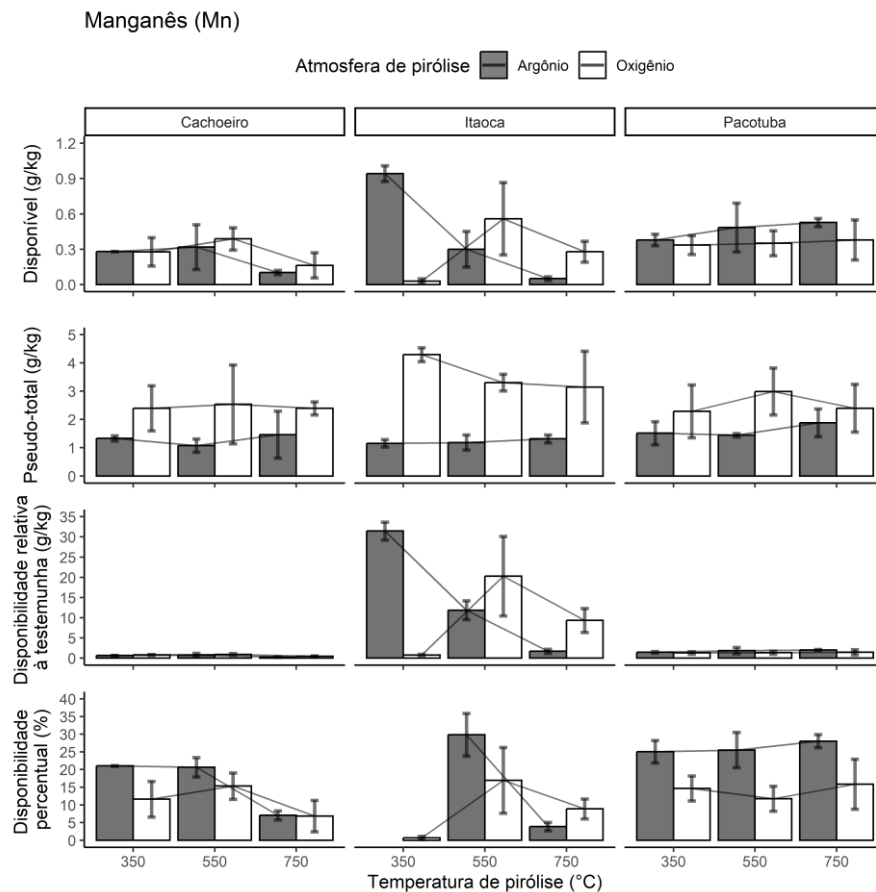 Manganês (Mn)
Atmosfera de pirólise Argônio Oxigênio
Cachoeiro Itaoca Pacotuba
Disponível (g/kg)
1.2
0.9
0.6
0.3
0.0
Pseudo-total (g/kg)
5
4
3
2
1
0
Disponibilidade relativa
à testemunha (g/kg)
35
30
25
20
15
10
5
0
Disponibilidade
percentual (%)
40
35
30
25
20
15
10
5
0
350 550 750 350 550 750 350 550 750
Temperatura de pirólise (°C)